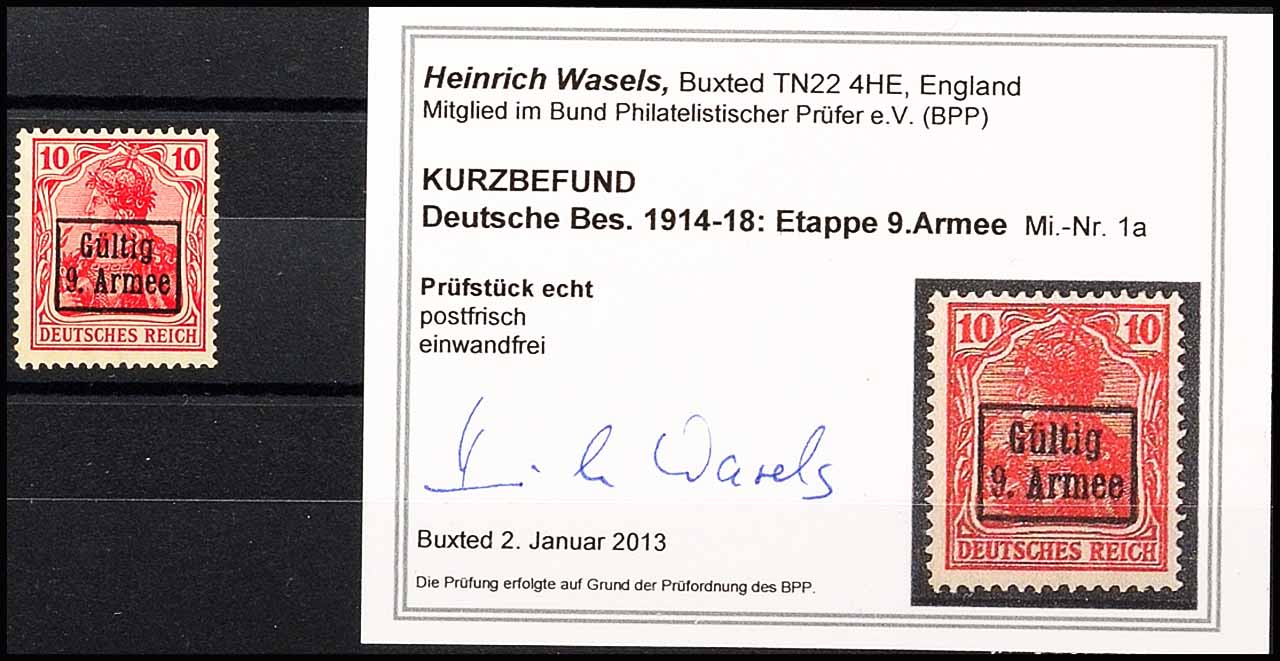 10 10
Gültig
9. Armee
DEUTSCHES REICH
Heinrich Wasels, Buxted TN22 4HE, England
Mitglied im Bund Philatelistischer Prüfer e.V. (BPP)
KURZBEFUND
Deutsche Bes. 1914-18: Etappe 9.Armee Mi.-Nr. 1a
Prüfstück echt
postfrisch
einwandfrei
10 10
Gültig
9. Armee
DEUTSCHES REICH
Wasels
Buxted 2. Januar 2013
Die Prüfung erfolgte auf Grund der Prüfordnung des BPP.